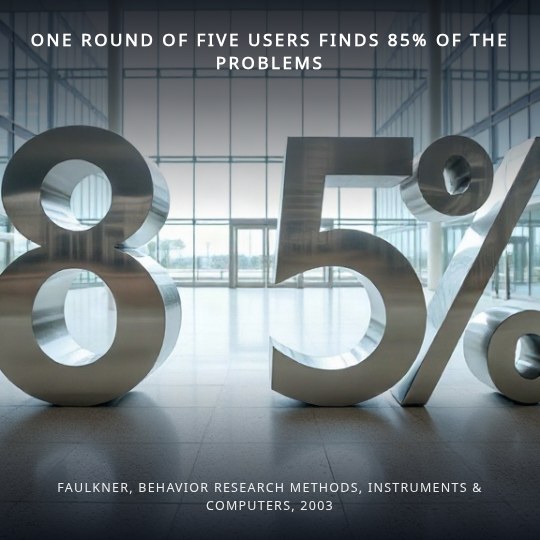 ONE ROUND OF FIVE USERS FINDS 85% OF THE
PROBLEMS
85%
FAULKNER, BEHAVIOR RESEARCH METHODS, INSTRUMENTS &
COMPUTERS, 2003